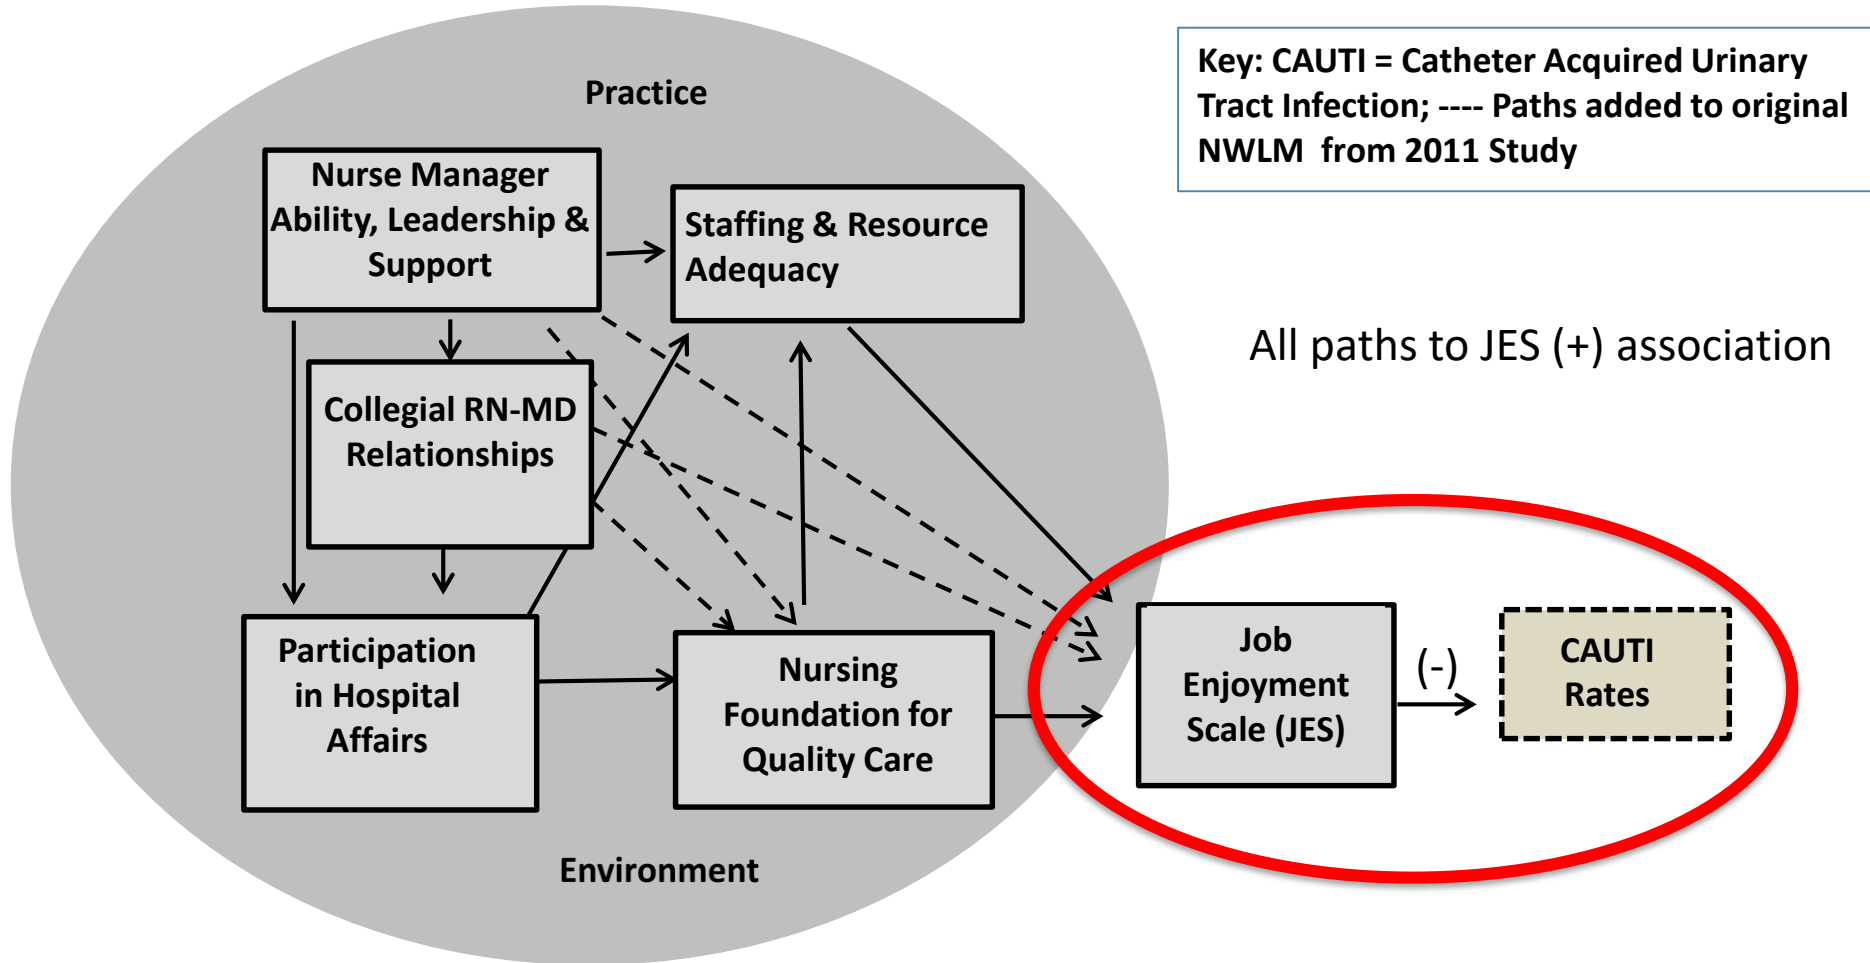 Key: CAUTI = Catheter Acquired Urinary
Tract Infection; ---- Paths added to original
NWLM  from 2011 Study
Practice
Nurse Manager
Ability, Leadership &
Support
Staffing & Resource
Adequacy
All paths to JES (+) association
Collegial RN-MD
Relationships
Participation
in Hospital
Affairs
Nursing
Foundation for
Quality Care
Job
Enjoyment
Scale (JES)
(-)
CAUTI
Rates
Environment